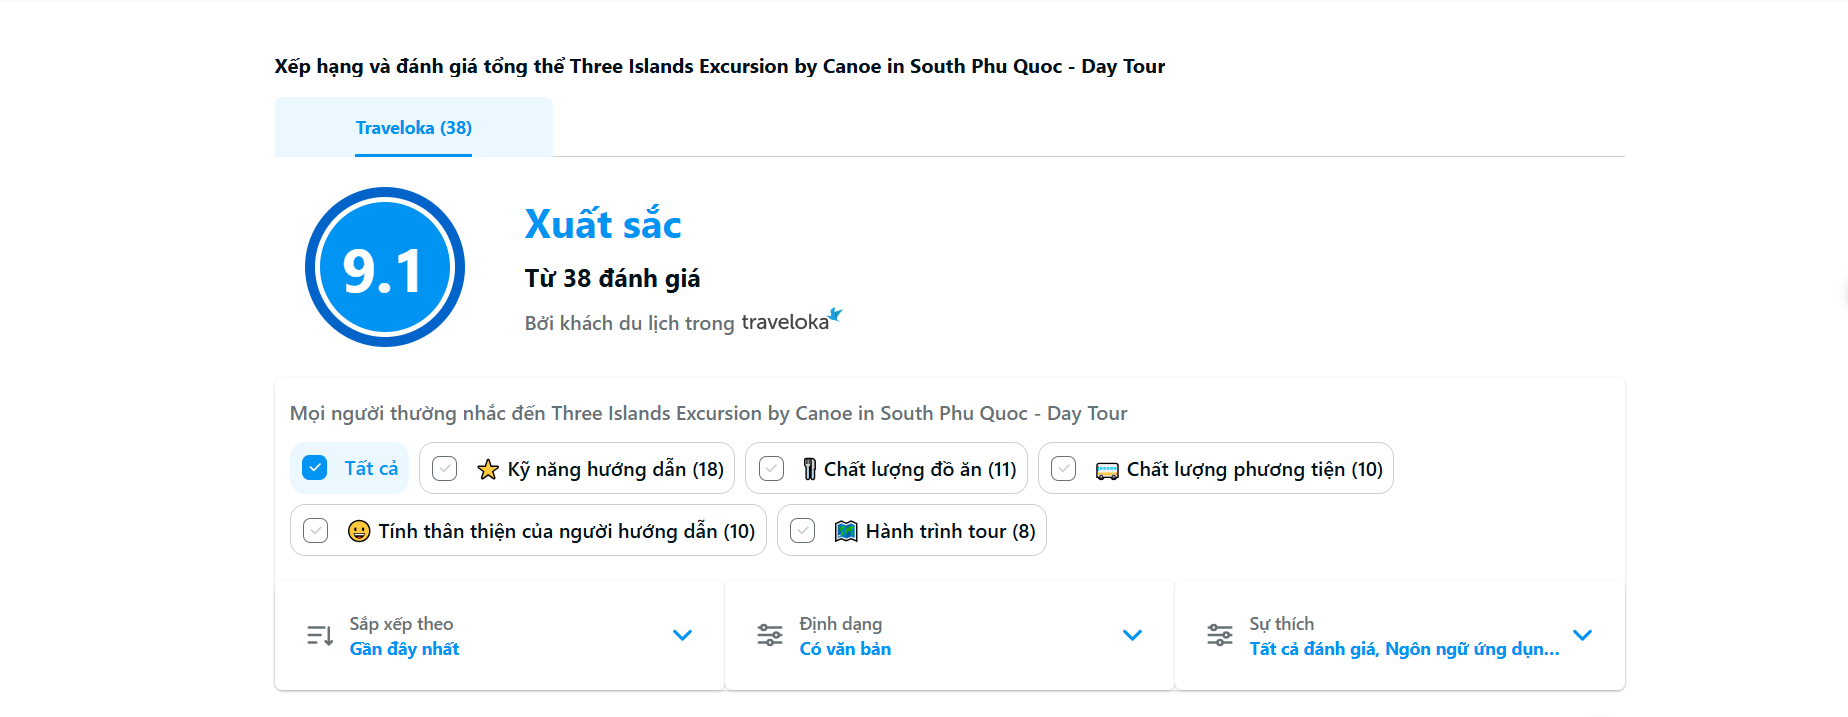 Xếp hạng và đánh giá tổng thể Three Islands Excursion by Canoe in South Phu Quoc - Day Tour
Traveloka (38)
9.1
Xuất sắc
Từ 38 đánh giá
Bởi khách du lịch trong traveloka
Mọi người thường nhắc đến Three Islands Excursion by Canoe in South Phu Quoc - Day Tour
Tất cả
Kỹ năng hướng dẫn (18)
Chất lượng đồ ăn (11)
Chất lượng phương tiện (10)
Tính thân thiện của người hướng dẫn (10)
Hành trình tour (8)
Sắp xếp theo
Gần đây nhất
Định dạng
Có văn bản
Sự thích
Tất cả đánh giá, Ngôn ngữ ứng dụn...